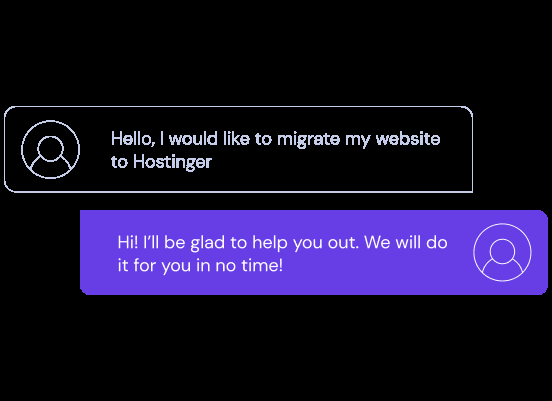 Hello, I would like to migrate my website
to Hostinger
Hi! I’ll be glad to help you out. We will do
it for you in no time!